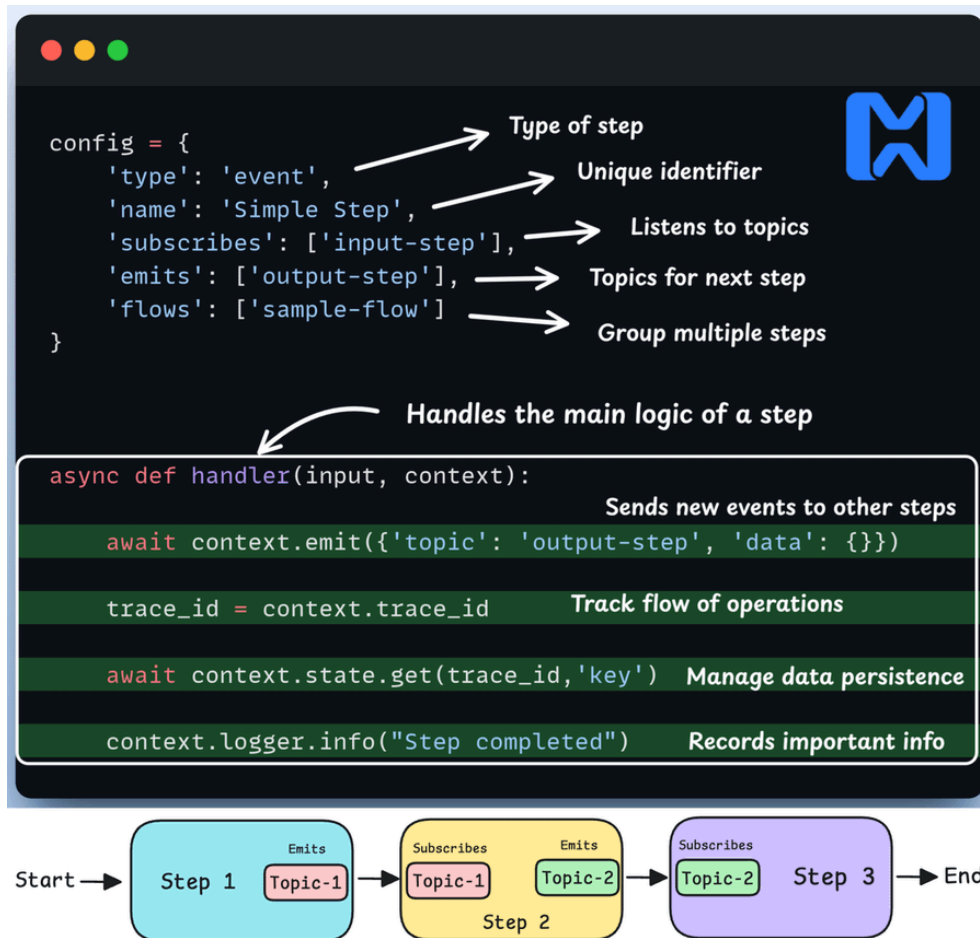 config = {
'type': 'event',
Type of step
'name': 'Simple Step',
Unique identifier
'subscribes': ['input-step'],
Listens to topics
'emits': ['output-step'],
Topics for next step
'flows': ['sample-flow']
Group multiple steps
}
Handles the main logic of a step
async def handler(input, context):
Sends new events to other steps
await context.emit({'topic': 'output-step', 'data': {}})
trace_id = context.trace_id
Track flow of operations
await context.state.get(trace_id,'key')
Manage data persistence
context.logger.info("Step completed")
Records important info
Start
Step 1
Emits
Topic-1
Subscribes
Topic-1
Emits
Topic-2
Step 2
Subscribes
Topic-2
Step 3
End